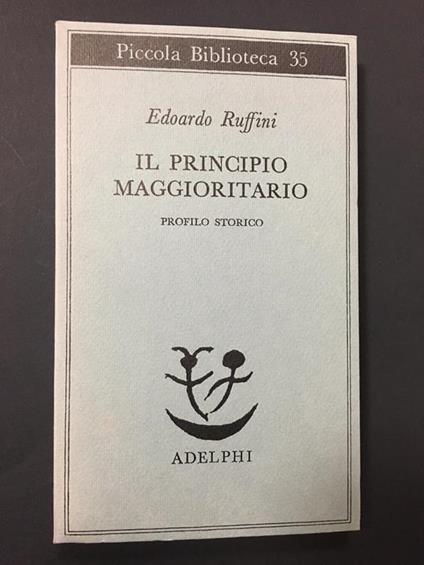 Piccola Biblioteca 35
Edoardo Ruffini
IL PRINCIPIO
MAGGIORITARIO
PROFILO STORICO
ADELPHI